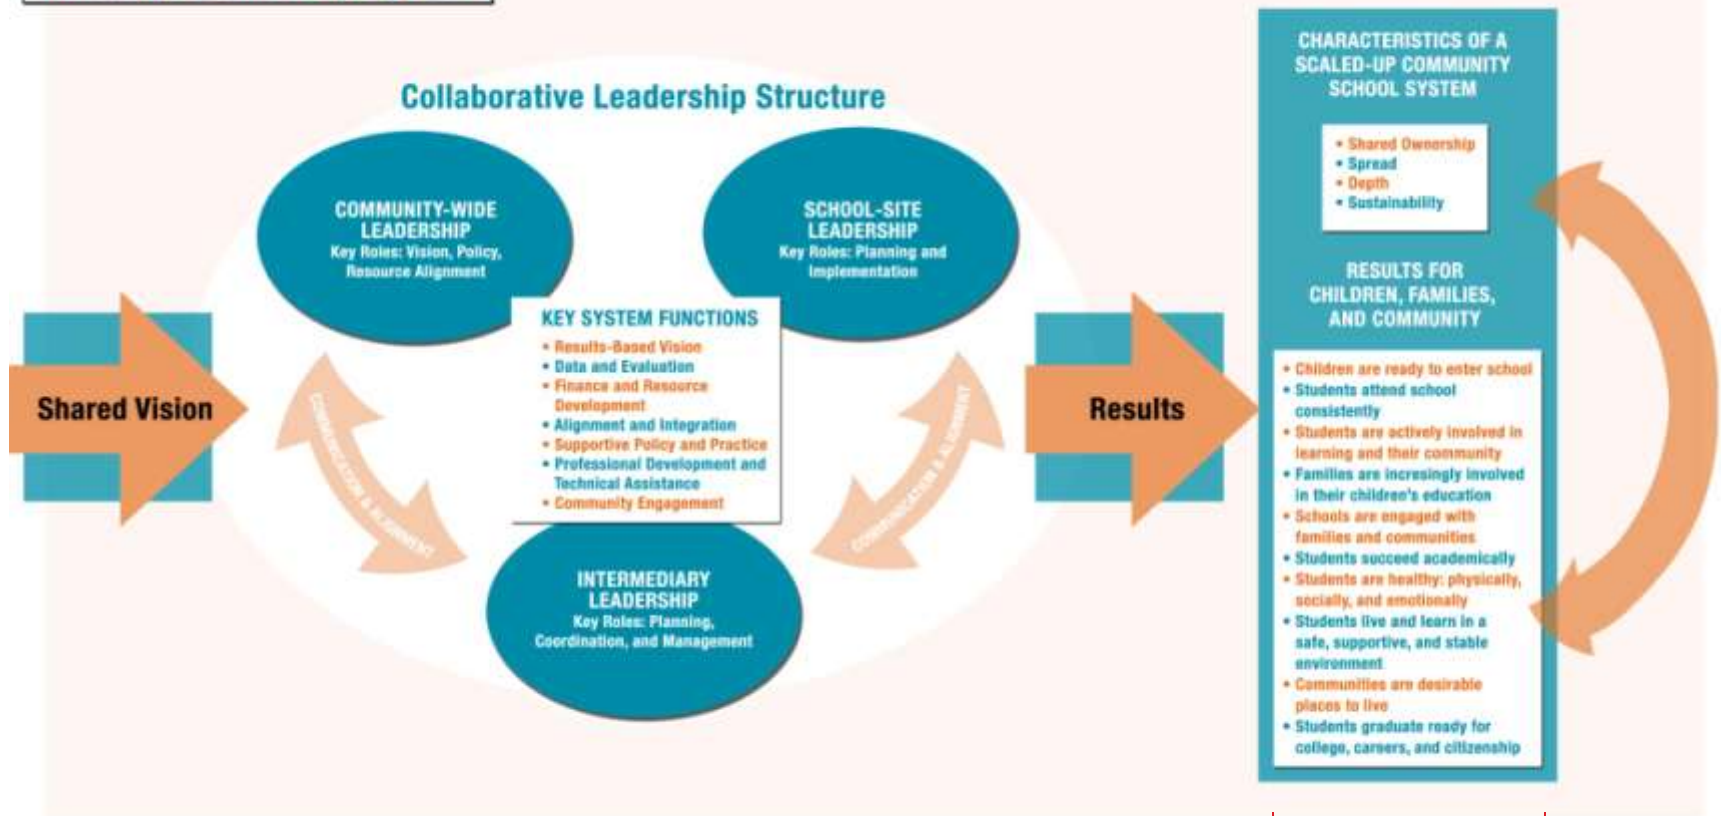 Collaborative Leadership Structure
COMMUNITY-WIDE
LEADERSHIP
Key Roles: Vision, Policy,
Resource Alignment
SCHOOL-SITE
LEADERSHIP
Key Roles: Planning and
Implementation
KEY SYSTEM FUNCTIONS
• Results-Based Vision
• Data and Evaluation
• Finance and Resource
Development
• Alignment and Integration
• Supportive Policy and Practice
• Professional Development and
Technical Assistance
• Community Engagement
Shared Vision
COMMUNICATION & ALIGNMENT
COMMUNICATION & ALIGNMENT
INTERMEDIARY
LEADERSHIP
Key Roles: Planning,
Coordination, and Management
Results
CHARACTERISTICS OF A
SCALED-UP COMMUNITY
SCHOOL SYSTEM
• Shared Ownership
• Spread
• Depth
• Sustainability
RESULTS FOR
CHILDREN, FAMILIES,
AND COMMUNITY
• Children are ready to enter school
• Students attend school
consistently
• Students are actively involved in
learning and their community
• Families are incresingly involved
in their children's education
• Schools are engaged with
families and communities
• Students succeed academically
• Students are healthy: physically,
socially, and emotionally
• Students live and learn in a
safe, supportive, and stable
environment
• Communities are desirable
places to live
• Students graduate ready for
college, careers, and citizenship